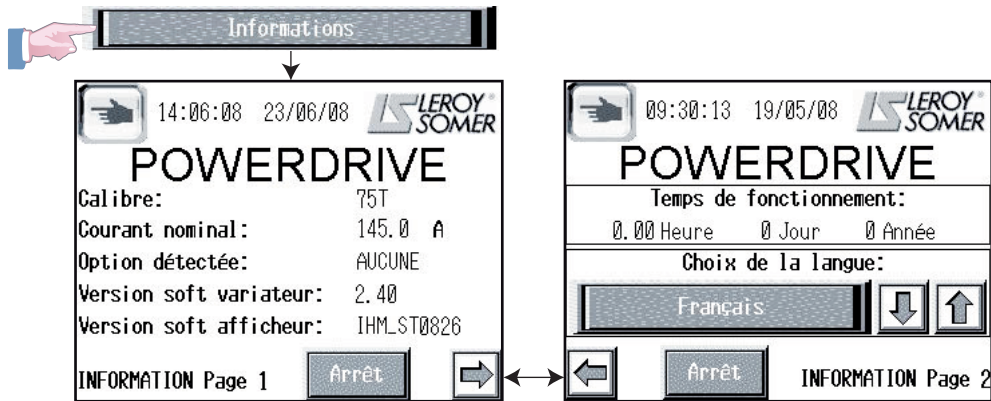 Informations
14:06:08 23/06/08 LS LEROY® SOMER
POWERDRIVE
Calibre: 75T
Courant nominal: 145.0 A
Option détectée: AUCUNE
Version soft variateur: 2.40
Version soft afficheur: IHM_ST0826
INFORMATION Page 1 Arrêt
09:30:13 19/05/08 LS LEROY® SOMER
POWERDRIVE
Temps de fonctionnement:
0.00 Heure 0 Jour 0 Année
Choix de la langue:
Français
Arrêt INFORMATION Page 2